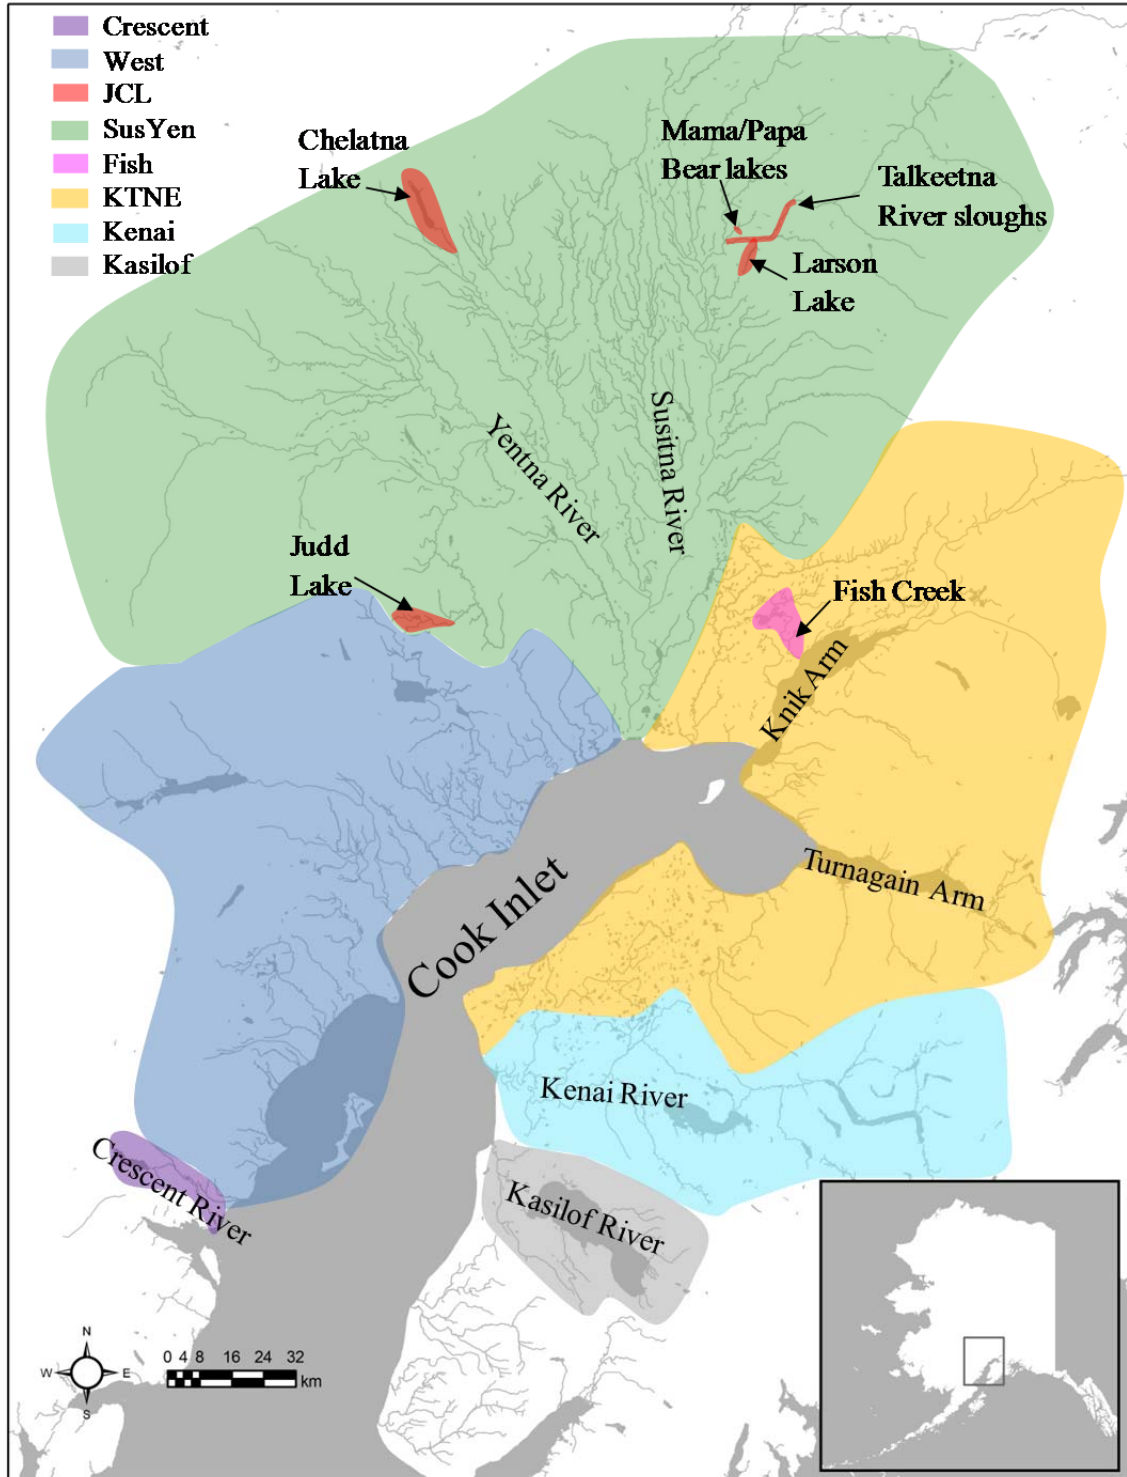 Crescent
West
JCL
SusYen
Fish
KTNE
Kenai
Kasilof
Chelatna
Lake
Mama/Papa
Bear lakes
Talkeetna
River sloughs
Larson
Lake
Yentna River
Susitna River
Judd
Lake
Fish Creek
Knik Arm
Turnagain Arm
Cook Inlet
Kenai River
Crescent River
Kasilof River
N
W
E
S
0 4 8 16 24 32
km